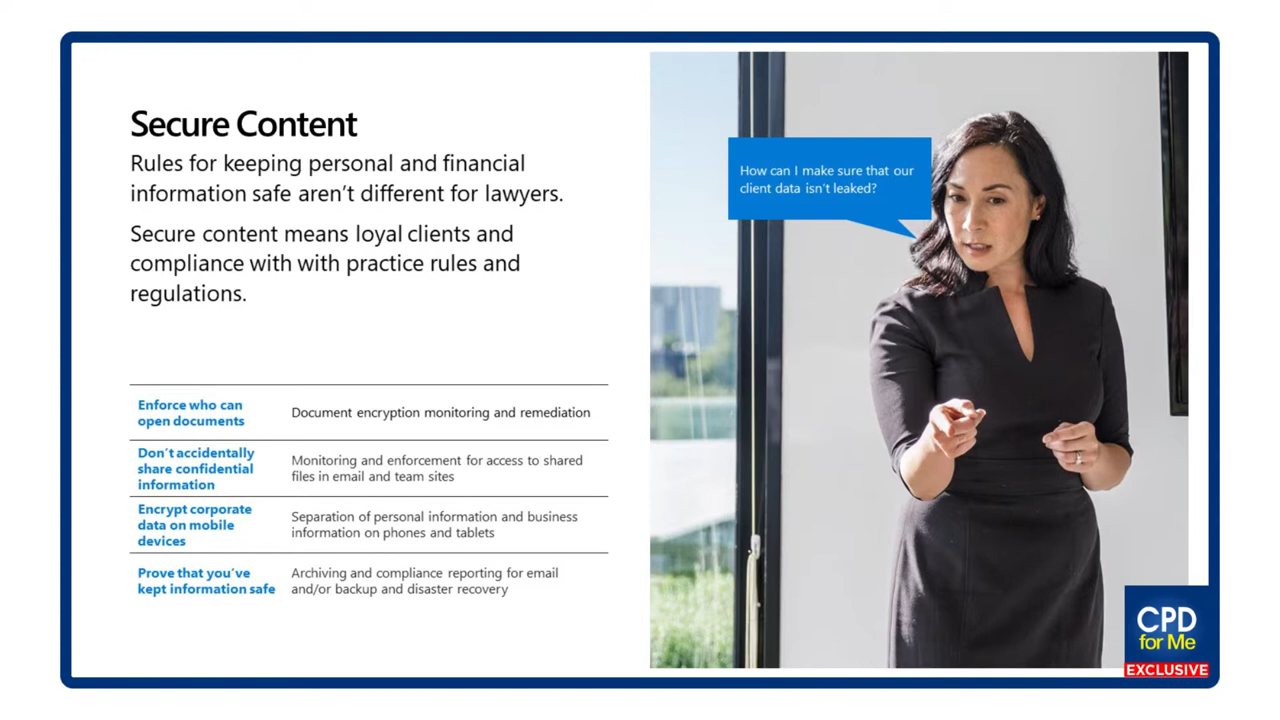 Secure Content
Rules for keeping personal and financial
information safe aren’t different for lawyers.
Secure content means loyal clients and
compliance with with practice rules and
regulations.
How can I make sure that our
client data isn’t leaked?
Enforce who can
open documents
Document encryption monitoring and remediation
Don’t accidentally
share confidential
information
Monitoring and enforcement for access to shared
files in email and team sites
Encrypt corporate
data on mobile
devices
Separation of personal information and business
information on phones and tablets
Prove that you’ve
kept information safe
Archiving and compliance reporting for email
and/or backup and disaster recovery
CPD
for Me
EXCLUSIVE